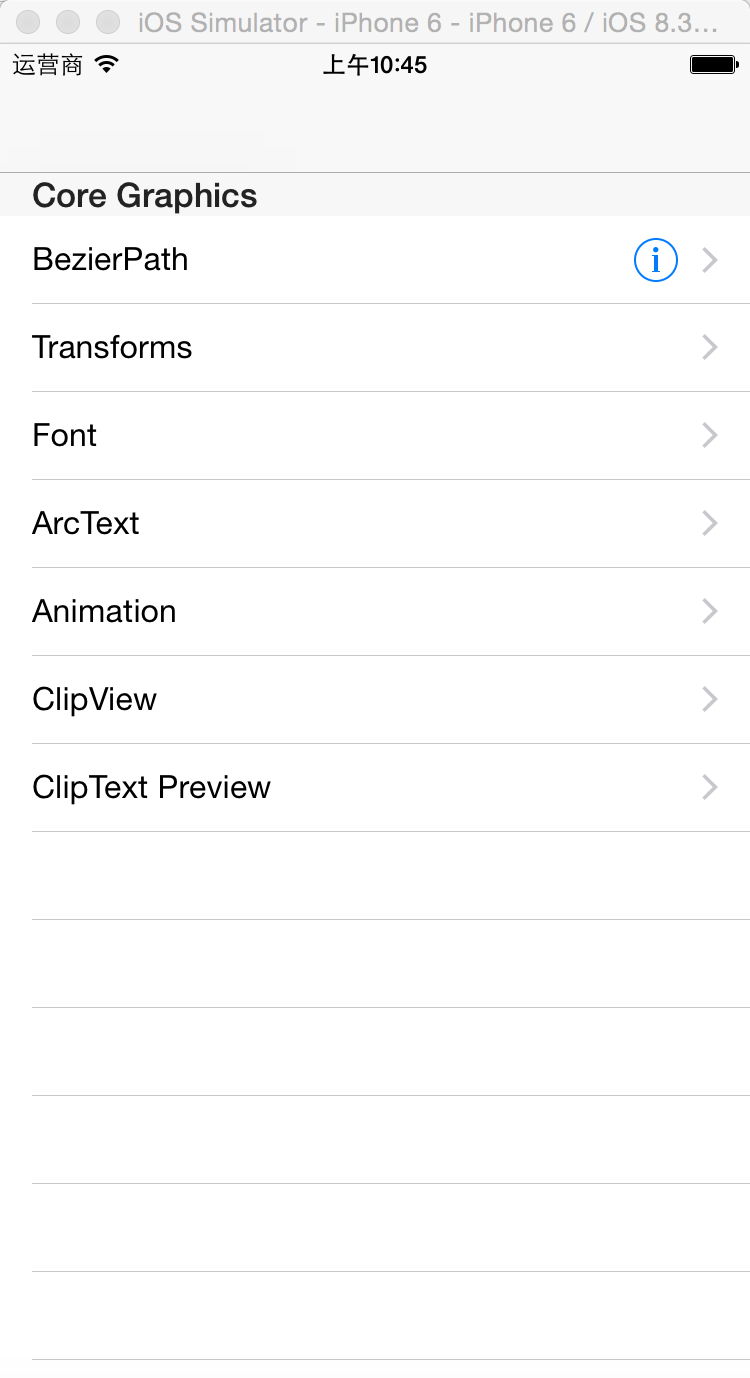 iOS Simulator - iPhone 6 - iPhone 6 / iOS 8.3...
运营商 上午10:45
Core Graphics
BezierPath i
Transforms
Font
ArcText
Animation
ClipView
ClipText Preview